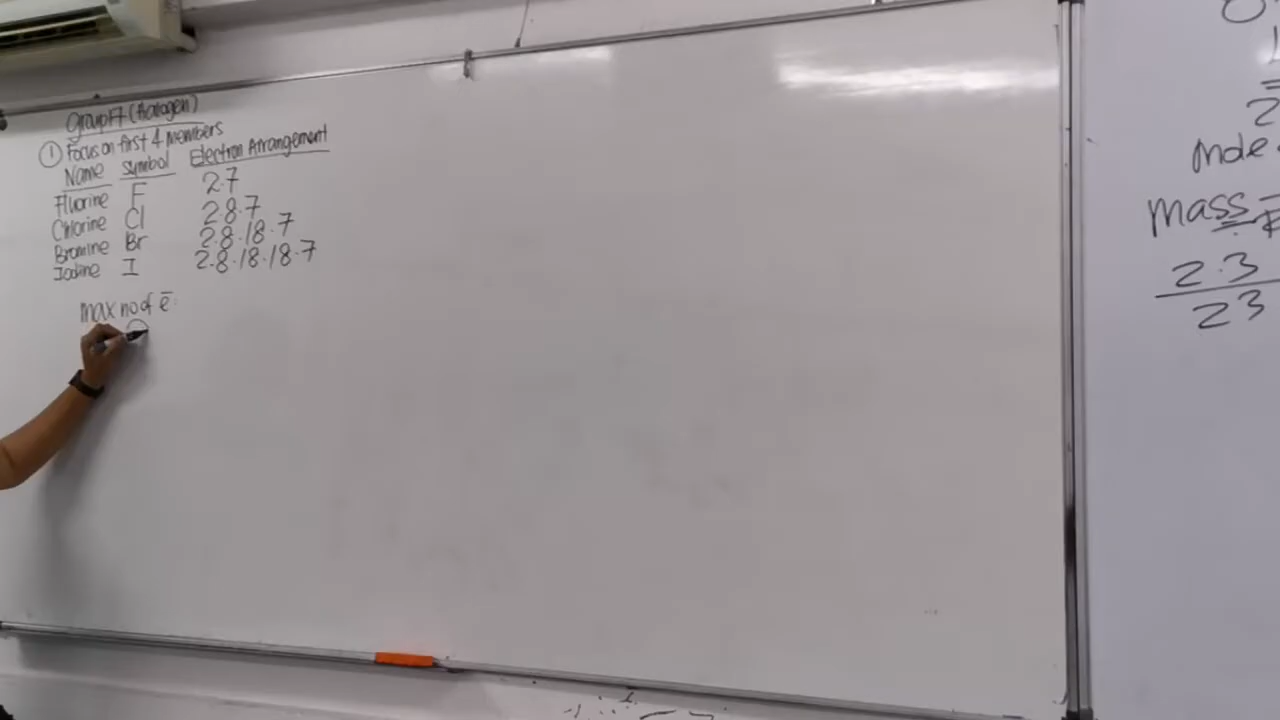 Group 17 (Halogen)
① Focus on first 4 members
Name Symbol Electron Arrangement
Fluorine F 2.7
Chlorine Cl 2.8.7
Bromine Br 2.8.18.7
Iodine I 2.8.18.18.7
max no of e̅
2
mole
mass =
2.3
23